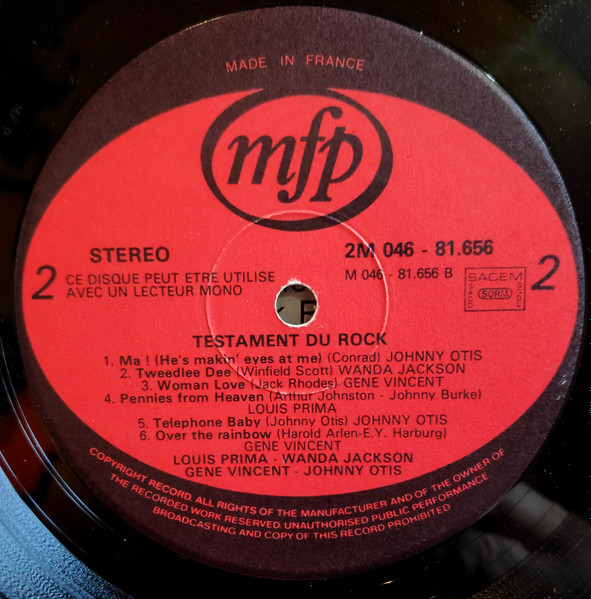 MADE IN FRANCE
mfp
STEREO
2M 046 - 81.656
2
CE DISQUE PEUT ETRE UTILISE
AVEC UN LECTEUR MONO
M 046 - 81.656 B
SACEM
SDRM
2
TESTAMENT DU ROCK
1. Ma ! (He's makin' eyes at me) (Conrad) JOHNNY OTIS
2. Tweedlee Dee (Winfield Scott) WANDA JACKSON
3. Woman Love (Jack Rhodes) GENE VINCENT
4. Pennies from Heaven (Arthur Johnston - Johnny Burke)
LOUIS PRIMA
5. Telephone Baby (Johnny Otis) JOHNNY OTIS
6. Over the rainbow (Harold Arlen-E.Y. Harburg)
GENE VINCENT
LOUIS PRIMA - WANDA JACKSON
GENE VINCENT - JOHNNY OTIS
COPYRIGHT RECORD. ALL RIGHTS OF THE MANUFACTURER AND OF THE OWNER OF
THE RECORDED WORK RESERVED. UNAUTHORISED PUBLIC PERFORMANCE
BROADCASTING AND COPY OF THIS RECORD PROHIBITED